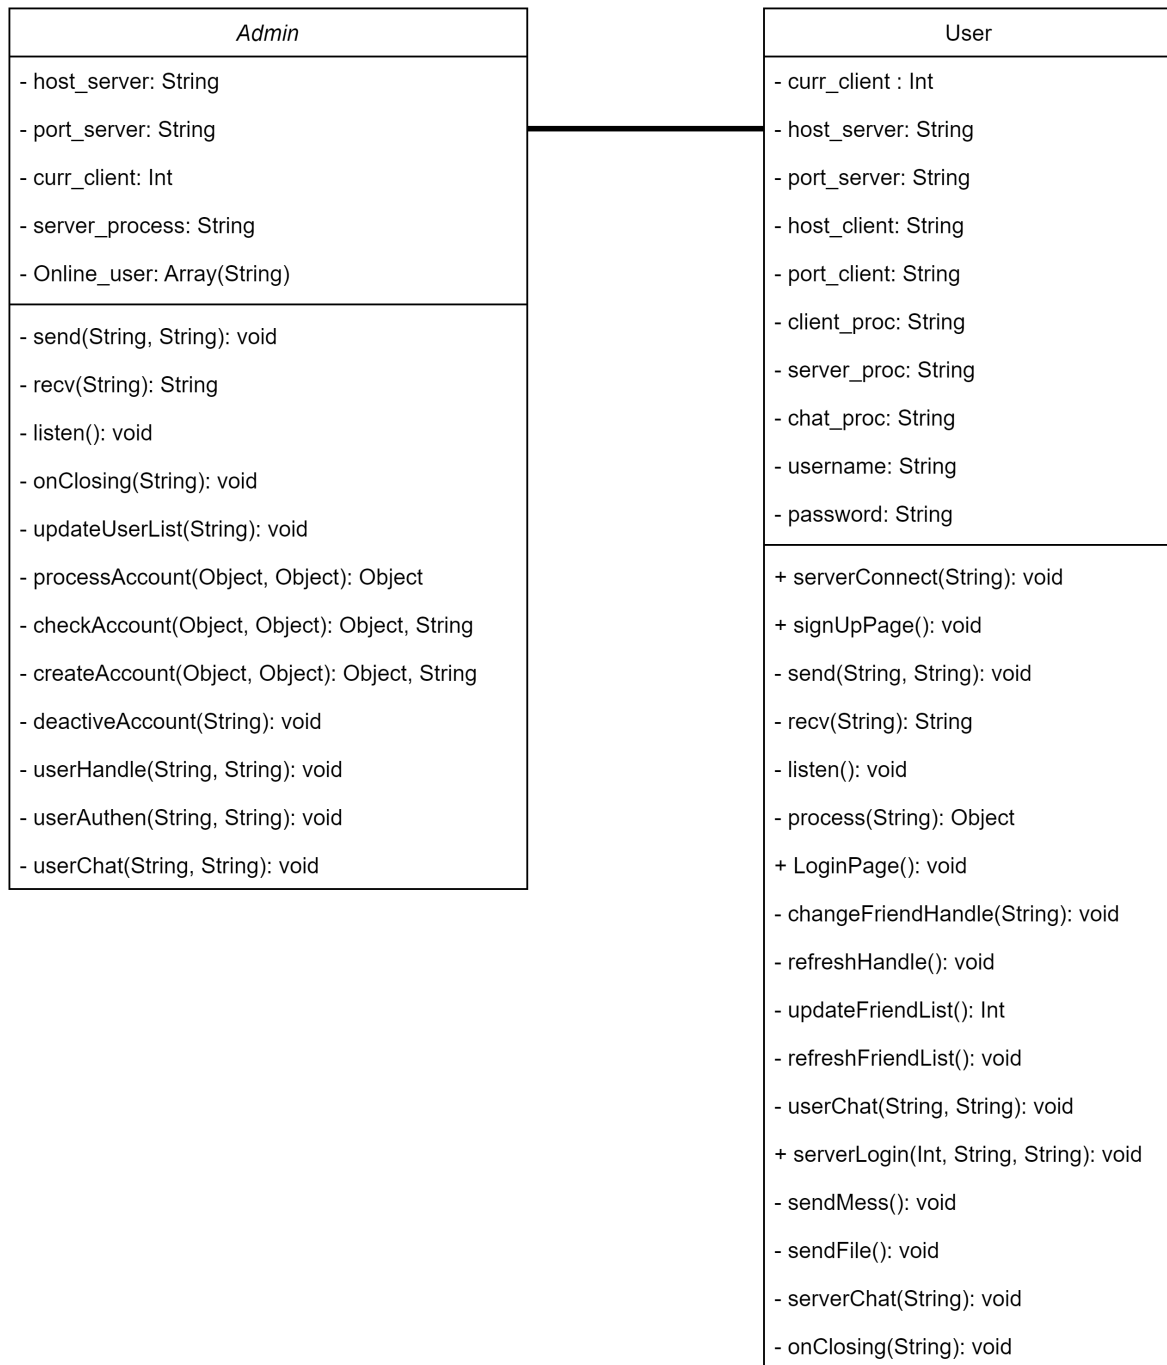 Admin
- host_server: String
- port_server: String
- curr_client: Int
- server_process: String
- Online_user: Array(String)
- send(String, String): void
- recv(String): String
- listen(): void
- onClosing(String): void
- updateUserList(String): void
- processAccount(Object, Object): Object
- checkAccount(Object, Object): Object, String
- createAccount(Object, Object): Object, String
- deactiveAccount(String): void
- userHandle(String, String): void
- userAuthen(String, String): void
- userChat(String, String): void
User
- curr_client : Int
- host_server: String
- port_server: String
- host_client: String
- port_client: String
- client_proc: String
- server_proc: String
- chat_proc: String
- username: String
- password: String
+ serverConnect(String): void
+ signUpPage(): void
- send(String, String): void
- recv(String): String
- listen(): void
- process(String): Object
+ LoginPage(): void
- changeFriendHandle(String): void
- refreshHandle(): void
- updateFriendList(): Int
- refreshFriendList(): void
- userChat(String, String): void
+ serverLogin(Int, String, String): void
- sendMess(): void
- sendFile(): void
- serverChat(String): void
- onClosing(String): void